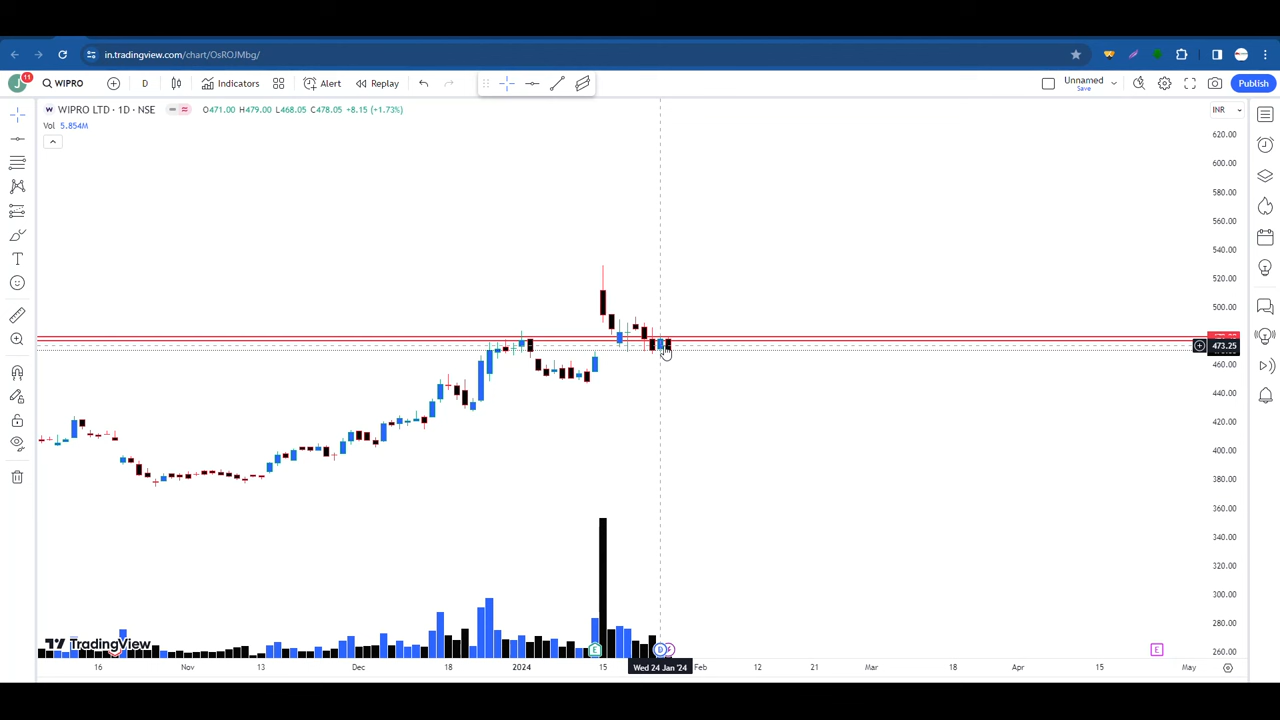 in.tradingview.com/chart/OsROJMbg/
11 WIPRO D Indicators Alert Replay Unnamed Save Publish
WIPRO LTD · 1D · NSE O471.00 H479.00 L468.05 C478.05 +8.15 (+1.73%) INR
Vol 5.854M
620.00
600.00
580.00
560.00
540.00
520.00
500.00
473.25
460.00
440.00
420.00
400.00
380.00
360.00
340.00
320.00
300.00
280.00
260.00
TradingView
E D E
16 Nov 13 Dec 18 2024 15 Wed 24 Jan '24 Feb 12 21 Mar 18 Apr 15 May